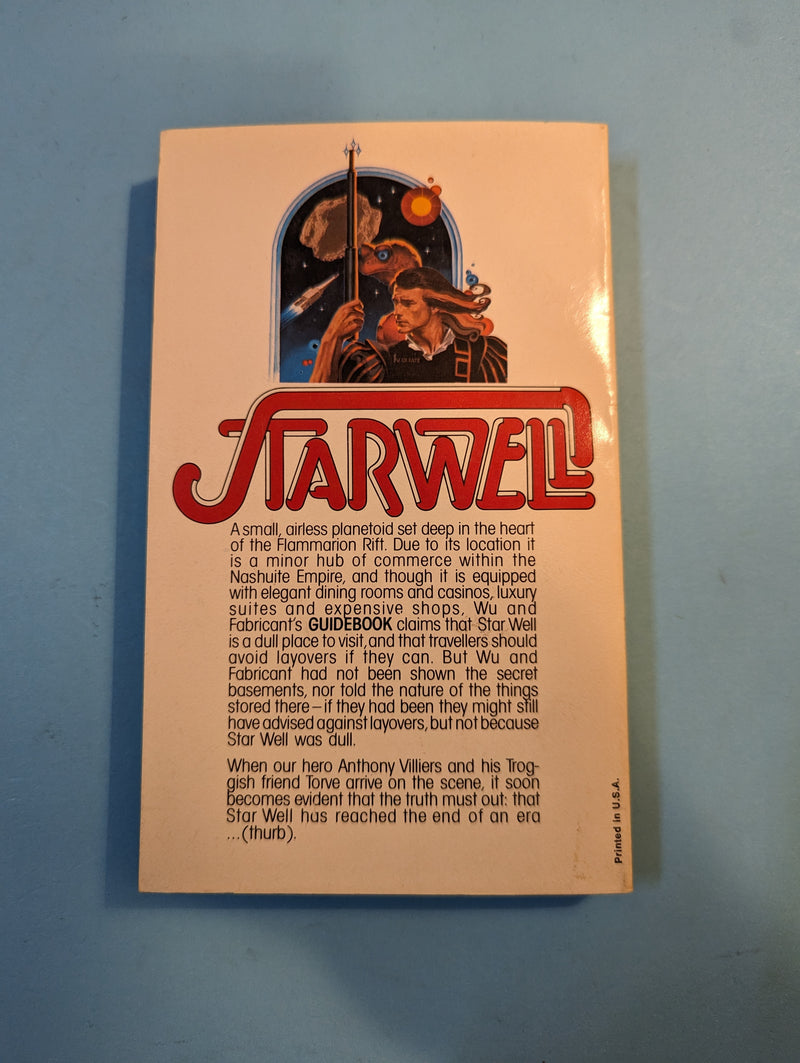 STARWELL
A small, airless planetoid set deep in the heart
of the Flammarion Rift. Due to its location it
is a minor hub of commerce within the
Nashuite Empire, and though it is equipped
with elegant dining rooms and casinos, luxury
suites and expensive shops, Wu and
Fabricant's GUIDEBOOK claims that Star Well
is a dull place to visit, and that travellers should
avoid layovers if they can. But Wu and
Fabricant had not been shown the secret
basements, nor told the nature of the things
stored there – if they had been they might still
have advised against layovers, but not because
Star Well was dull.
When our hero Anthony Villiers and his Trog-
gish friend Torve arrive on the scene, it soon
becomes evident that the truth must out: that
Star Well has reached the end of an era
...(thurb).
Printed in U.S.A.